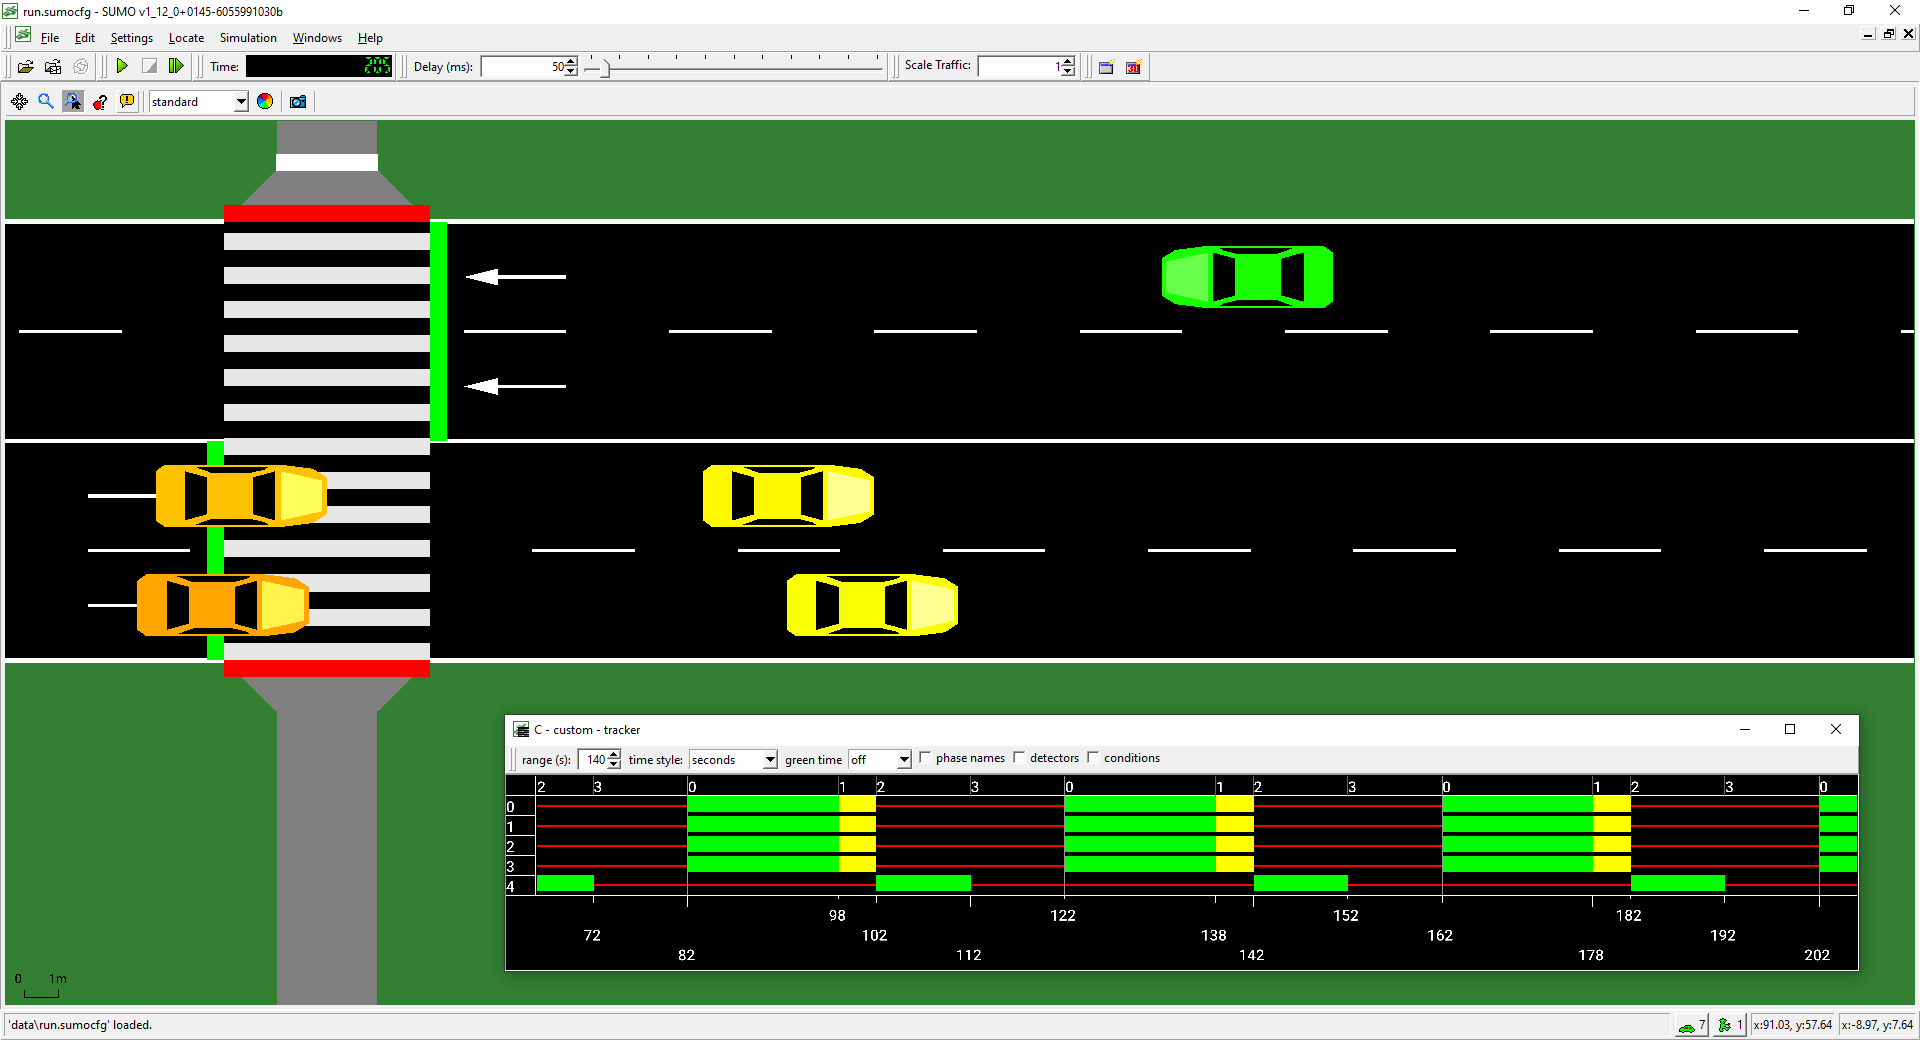 run.sumocfg - SUMO v1_12_0+0145-6055991030b
File Edit Settings Locate Simulation Windows Help
Time: 205 Delay (ms): 50 Scale Traffic: 1
standard
C - custom - tracker
range (s): 140 time style: seconds green time off phase names detectors conditions
2 3 0 1 2 3 0 1 2 3 0 1 2 3 0
0
1
2
3
4
98 122 152 182
72 102 138 162 192
82 112 142 178 202
0 1m
'data\run.sumocfg' loaded. 7 1 x:91.03, y:57.64 x:-8.97, y:7.64